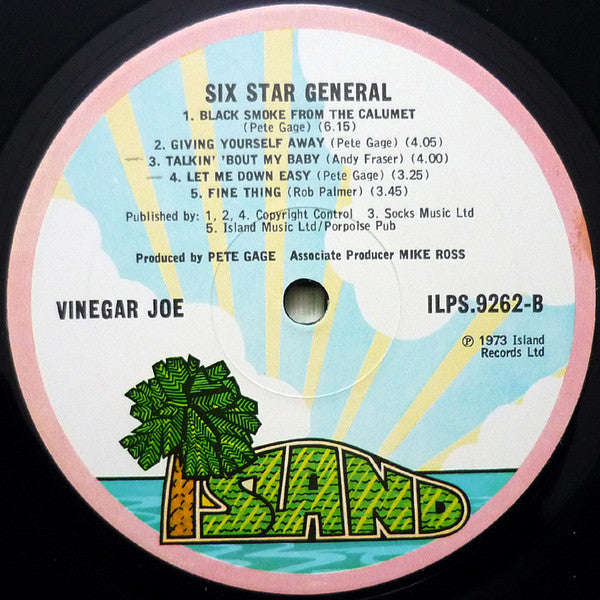 SIX STAR GENERAL
1. BLACK SMOKE FROM THE CALUMET
(Pete Gage) (6.15)
2. GIVING YOURSELF AWAY (Pete Gage) (4.05)
3. TALKIN' 'BOUT MY BABY (Andy Fraser) (4.00)
4. LET ME DOWN EASY (Pete Gage) (3.25)
5. FINE THING (Rob Palmer) (3.45)
Published by: 1, 2, 4. Copyright Control 3. Socks Music Ltd
5. Island Music Ltd/Porpoise Pub
Produced by PETE GAGE Associate Producer MIKE ROSS
VINEGAR JOE
ILPS.9262-B
℗ 1973 Island
Records Ltd
ISLAND